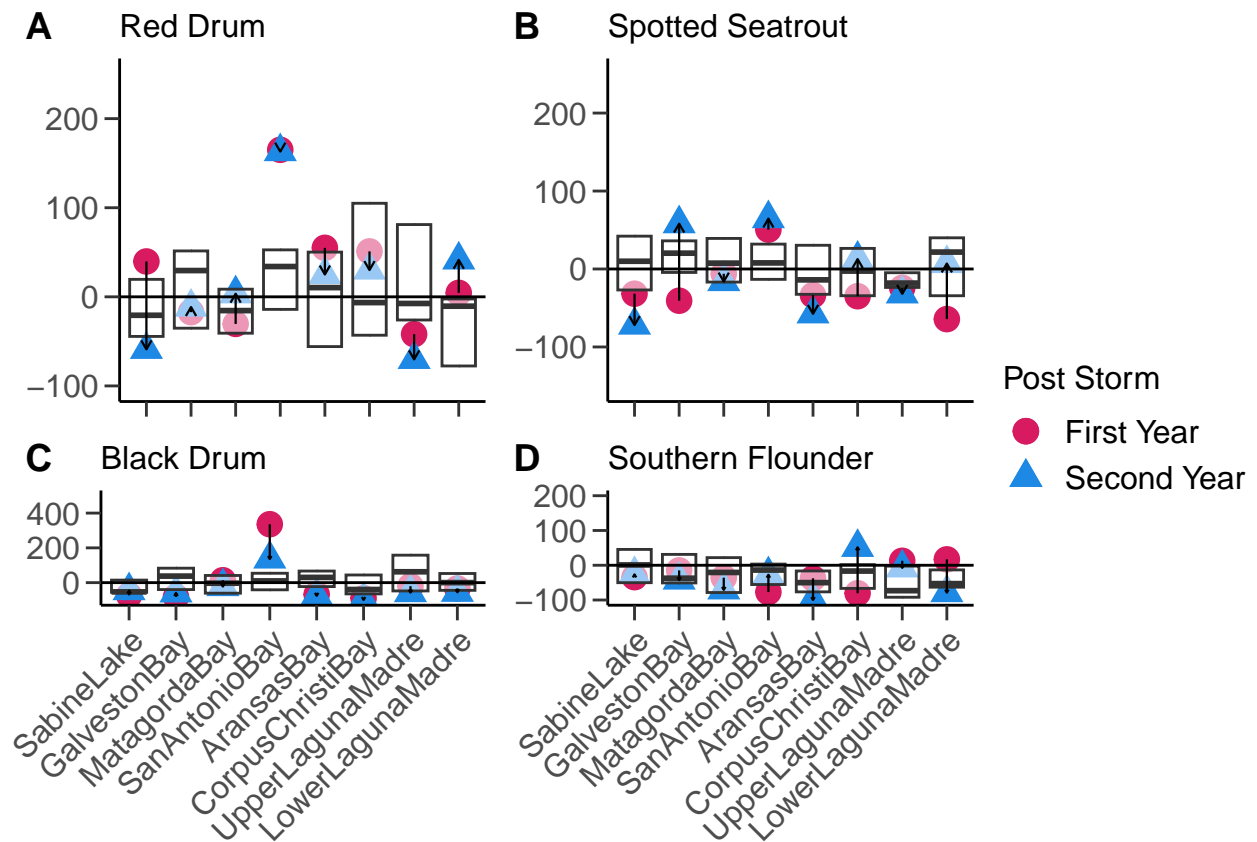 A Red Drum
200
100
0
−100
B Spotted Seatrout
200
100
0
−100
Post Storm
First Year
Second Year
C Black Drum
400
200
0
D Southern Flounder
200
100
0
−100
SabineLake
GalvestonBay
MatagordaBay
SanAntonioBay
AransasBay
CorpusChristiBay
UpperLagunaMadre
LowerLagunaMadre
SabineLake
GalvestonBay
MatagordaBay
SanAntonioBay
AransasBay
CorpusChristiBay
UpperLagunaMadre
LowerLagunaMadre